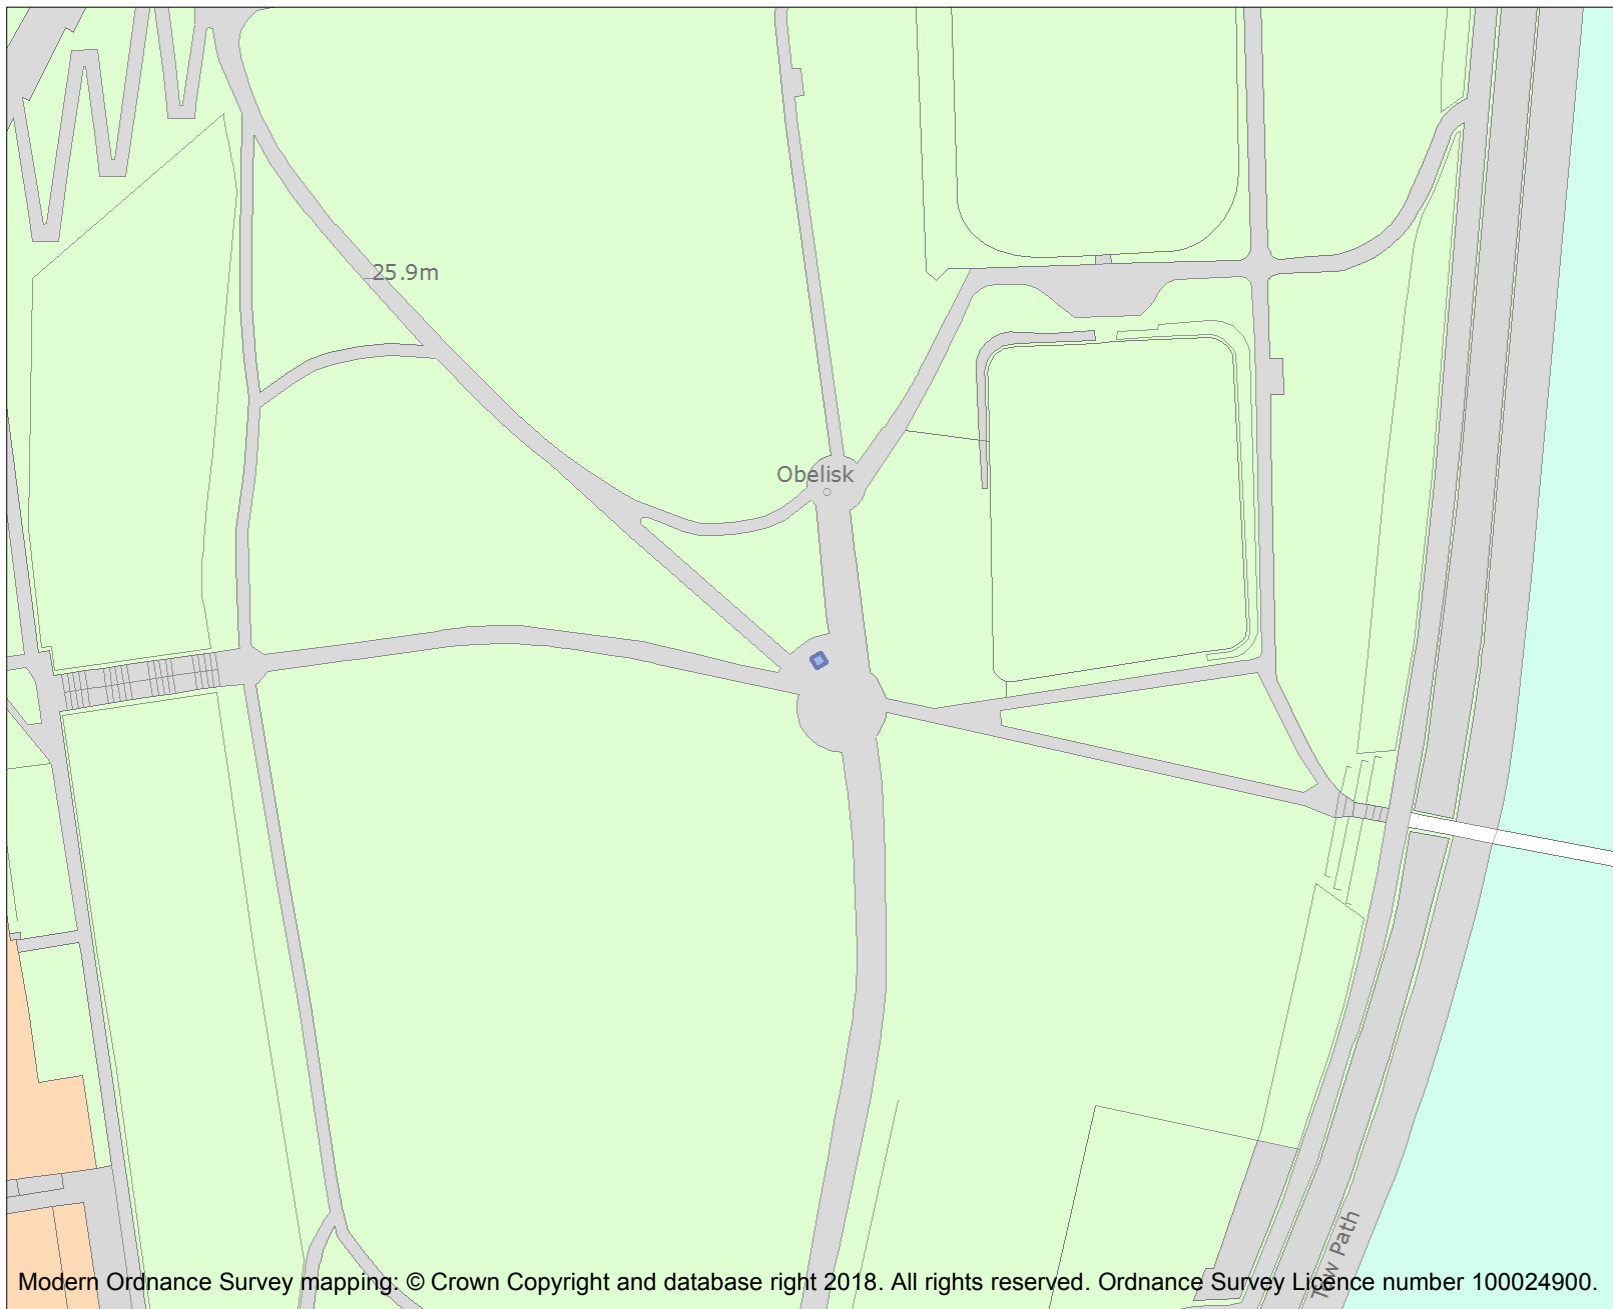 25.9m
Obelisk
Tow Path
Modern Ordnance Survey mapping: © Crown Copyright and database right 2018. All rights reserved. Ordnance Survey Licence number 100024900.